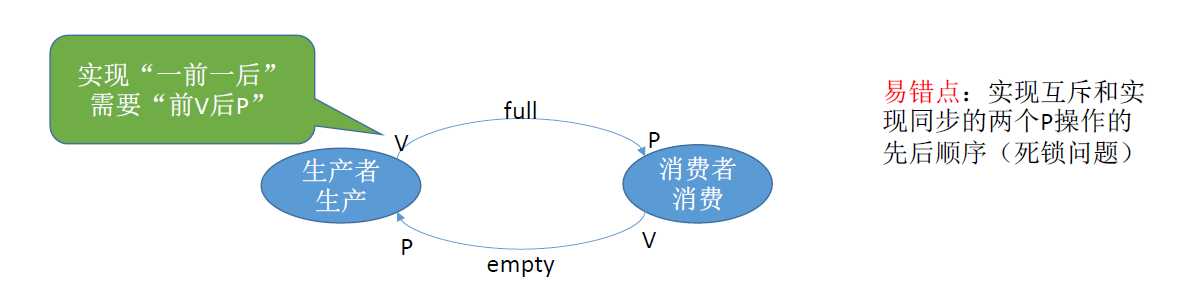 实现“一前一后”
需要“前V后P”
full
V
P
生产者
生产
消费者
消费
P
V
empty
易错点：实现互斥和实
现同步的两个P操作的
先后顺序（死锁问题）